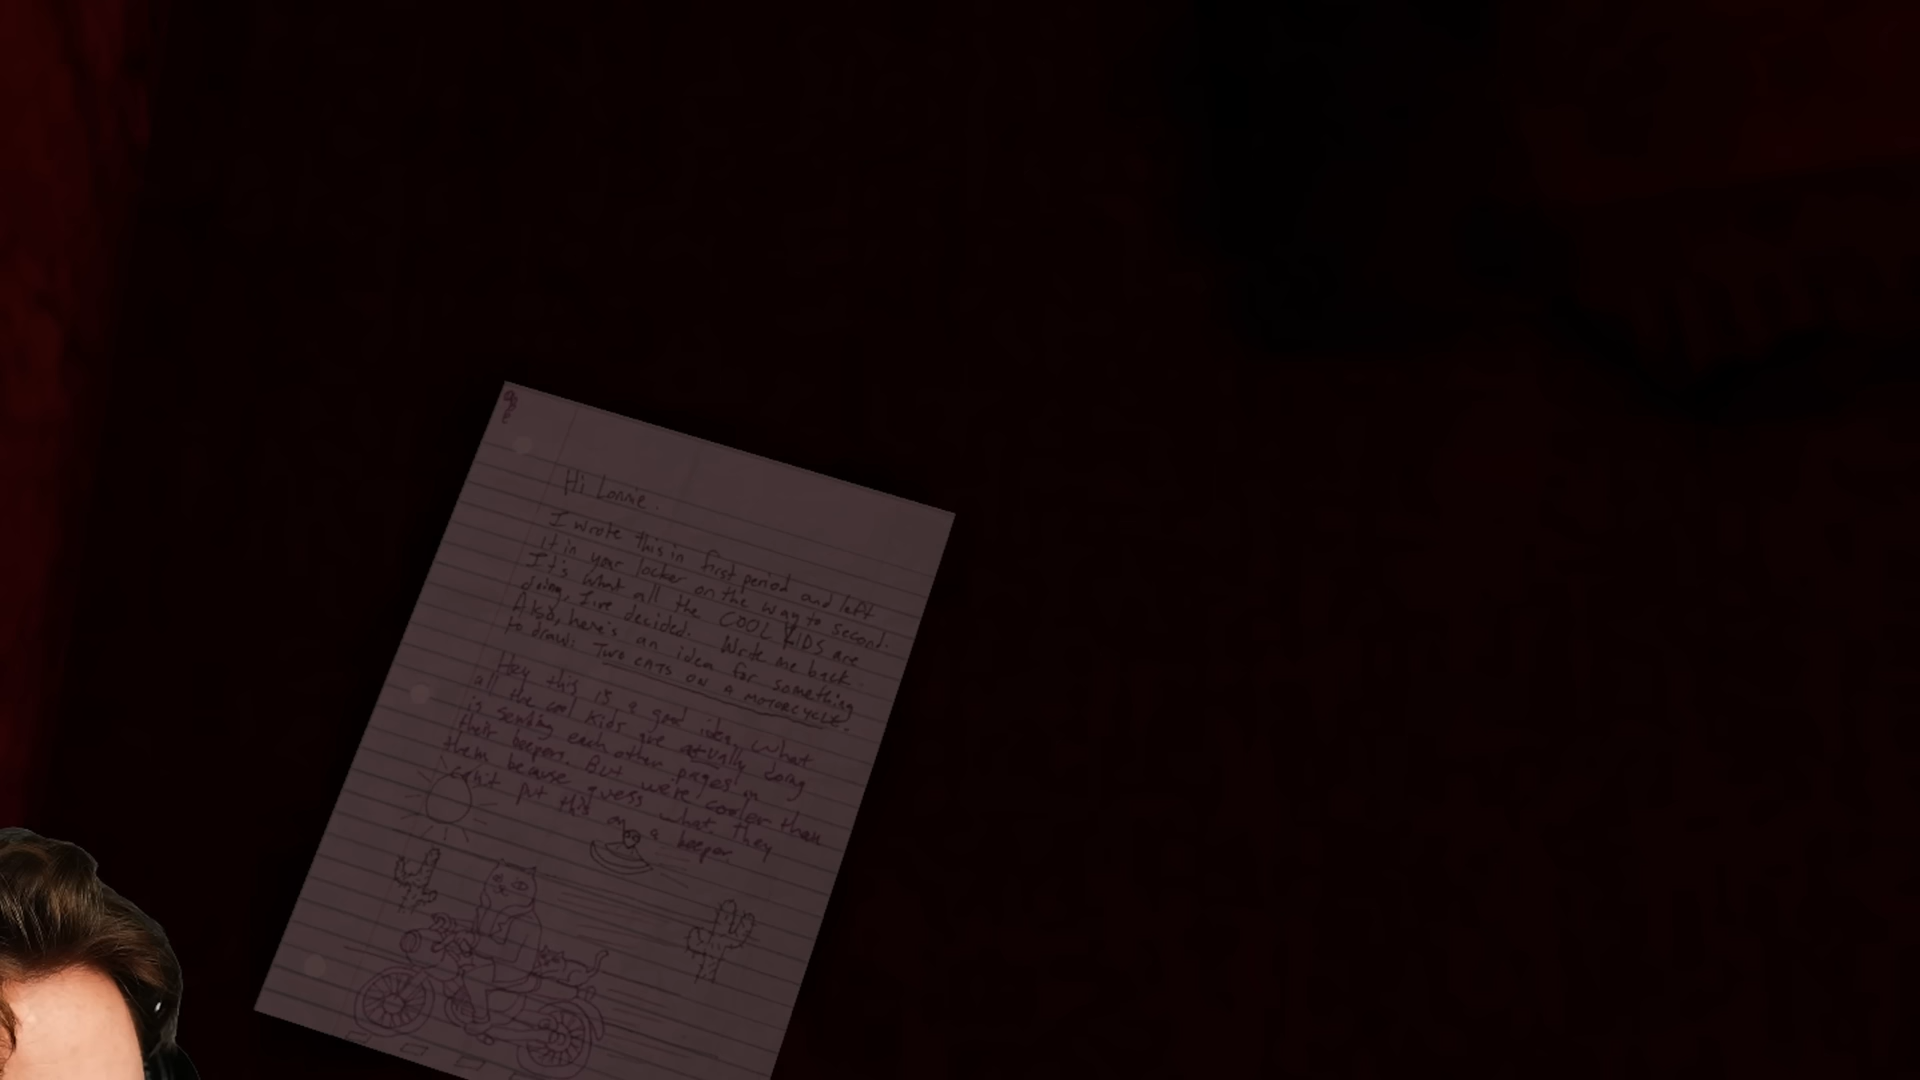 Hi Lonnie.
I wrote this in first period and left
it in your locker on the way to second.
It's what all the COOL KIDS are
doing, I've decided. Write me back.
Also, here's an idea for something
to draw: TWO CATS ON A MOTORCYCLE.
Hey this is a good idea, what
all the cool kids are actually doing
is sending each other pages on
their beepers. But we're cooler than
them because guess what they
can't put this on a beeper.